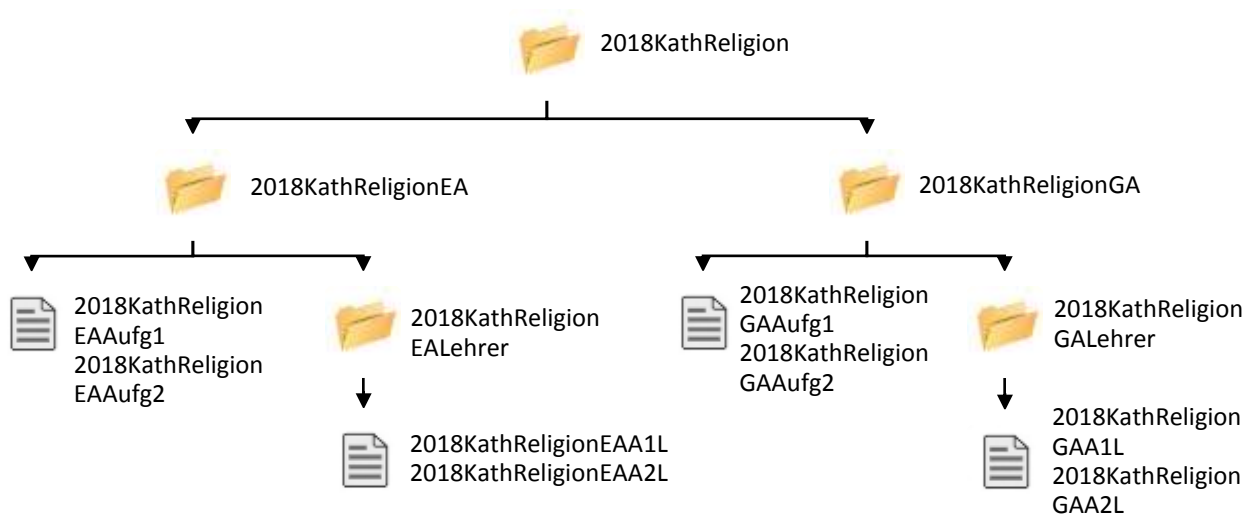 2018KathReligion
2018KathReligionEA
2018KathReligionGA
2018KathReligion
EAAufg1
2018KathReligion
EAAufg2
2018KathReligion
EALehrer
2018KathReligion
GAAufg1
2018KathReligion
GAAufg2
2018KathReligion
GALehrer
2018KathReligionEAA1L
2018KathReligionEAA2L
2018KathReligion
GAA1L
2018KathReligion
GAA2L